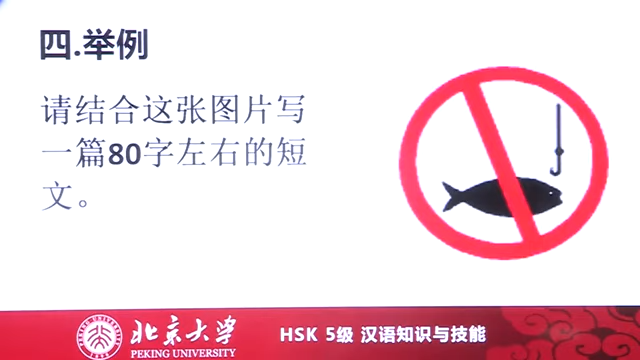 四.举例
请结合这张图片写
一篇80字左右的短
文。
北京大学
PEKING UNIVERSITY
HSK 5级 汉语知识与技能